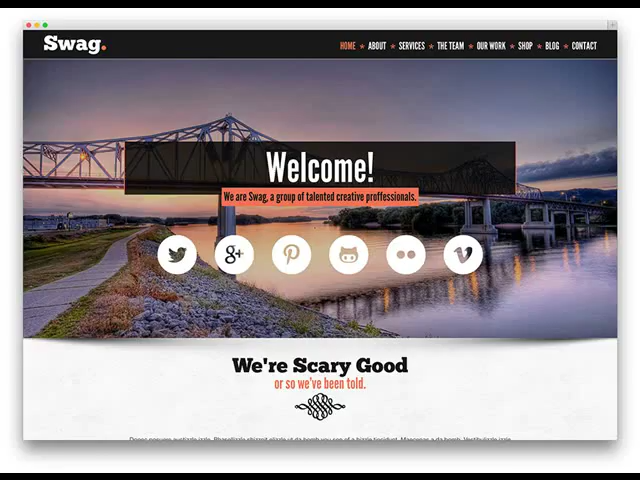 Swag.
HOME ★ ABOUT ★ SERVICES ★ THE TEAM ★ OUR WORK ★ SHOP ★ BLOG ★ CONTACT
Welcome!
We are Swag, a group of talented creative proffessionals.
g+
We're Scary Good
or so we've been told.